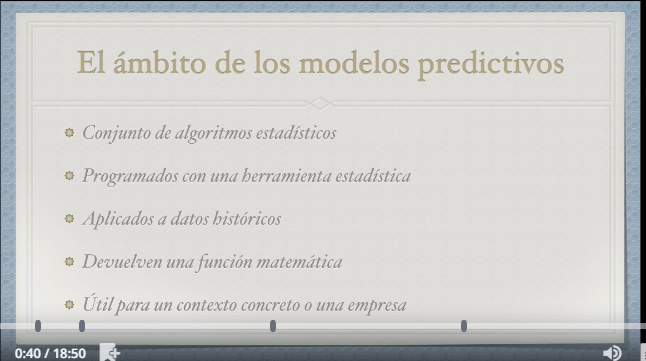 El ámbito de los modelos predictivos
Conjunto de algoritmos estadísticos
Programados con una herramienta estadística
Aplicados a datos históricos
Devuelven una función matemática
Útil para un contexto concreto o una empresa
0:40 / 18:50